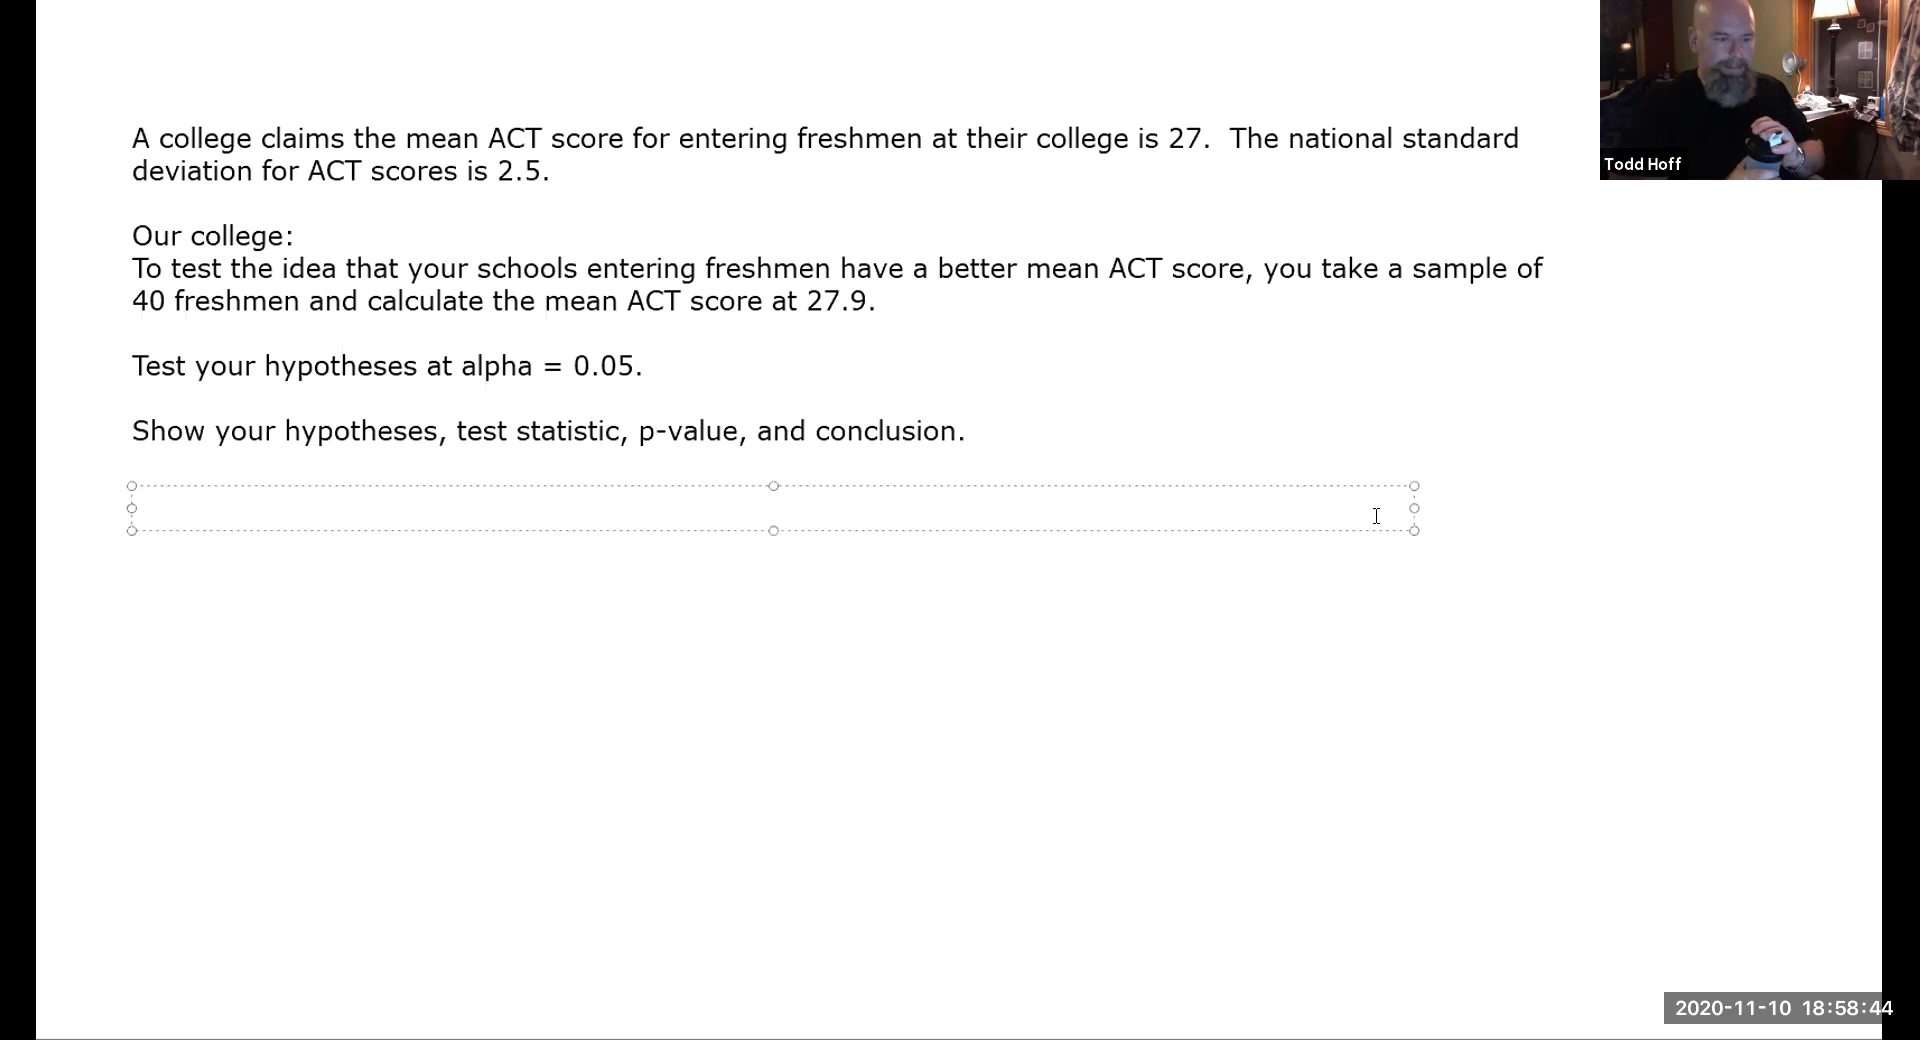 A college claims the mean ACT score for entering freshmen at their college is 27.  The national standard
deviation for ACT scores is 2.5.
Our college:
To test the idea that your schools entering freshmen have a better mean ACT score, you take a sample of
40 freshmen and calculate the mean ACT score at 27.9.
Test your hypotheses at alpha = 0.05.
Show your hypotheses, test statistic, p-value, and conclusion.
Todd Hoff
2020-11-10 18:58:44